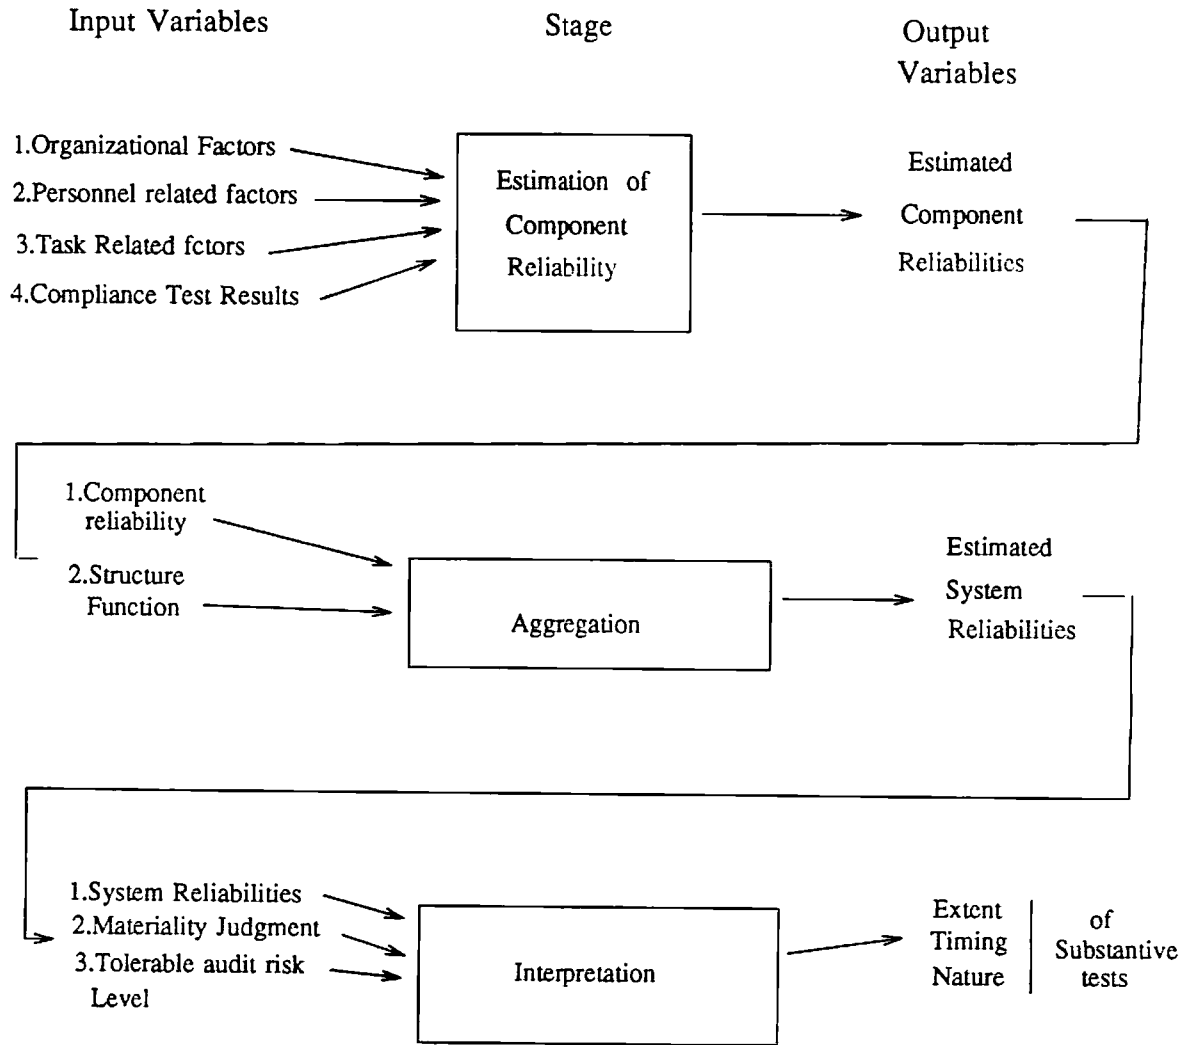 Input Variables
Stage
Output
Variables
1.Organizational Factors
2.Personnel related factors
3.Task Related fctors
4.Compliance Test Results
Estimation of
Component
Reliability
Estimated
Component
Reliabilities
1.Component
reliability
2.Structure
Function
Aggregation
Estimated
System
Reliabilities
1.System Reliabilities
2.Materiality Judgment
3.Tolerable audit risk
Level
Interpretation
Extent
Timing
Nature
of
Substantive
tests